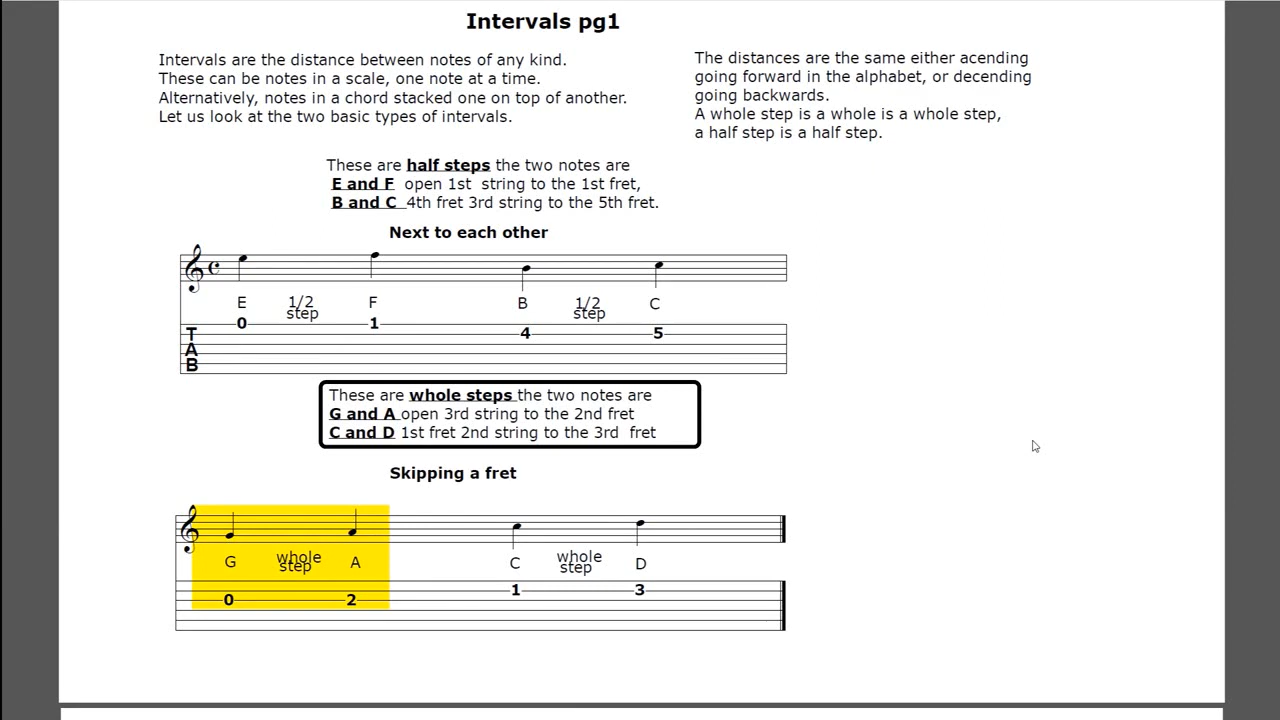 Intervals pg1
Intervals are the distance between notes of any kind.
These can be notes in a scale, one note at a time.
Alternatively, notes in a chord stacked one on top of another.
Let us look at the two basic types of intervals.
The distances are the same either acending
going forward in the alphabet, or decending
going backwards.
A whole step is a whole is a whole step,
a half step is a half step.
These are half steps the two notes are
E and F open 1st string to the 1st fret,
B and C 4th fret 3rd string to the 5th fret.
Next to each other
E 1/2 step F B 1/2 step C
0 1 4 5
T
A
B
These are whole steps the two notes are
G and A open 3rd string to the 2nd fret
C and D 1st fret 2nd string to the 3rd fret
Skipping a fret
G whole step A C whole step D
1 3
0 2